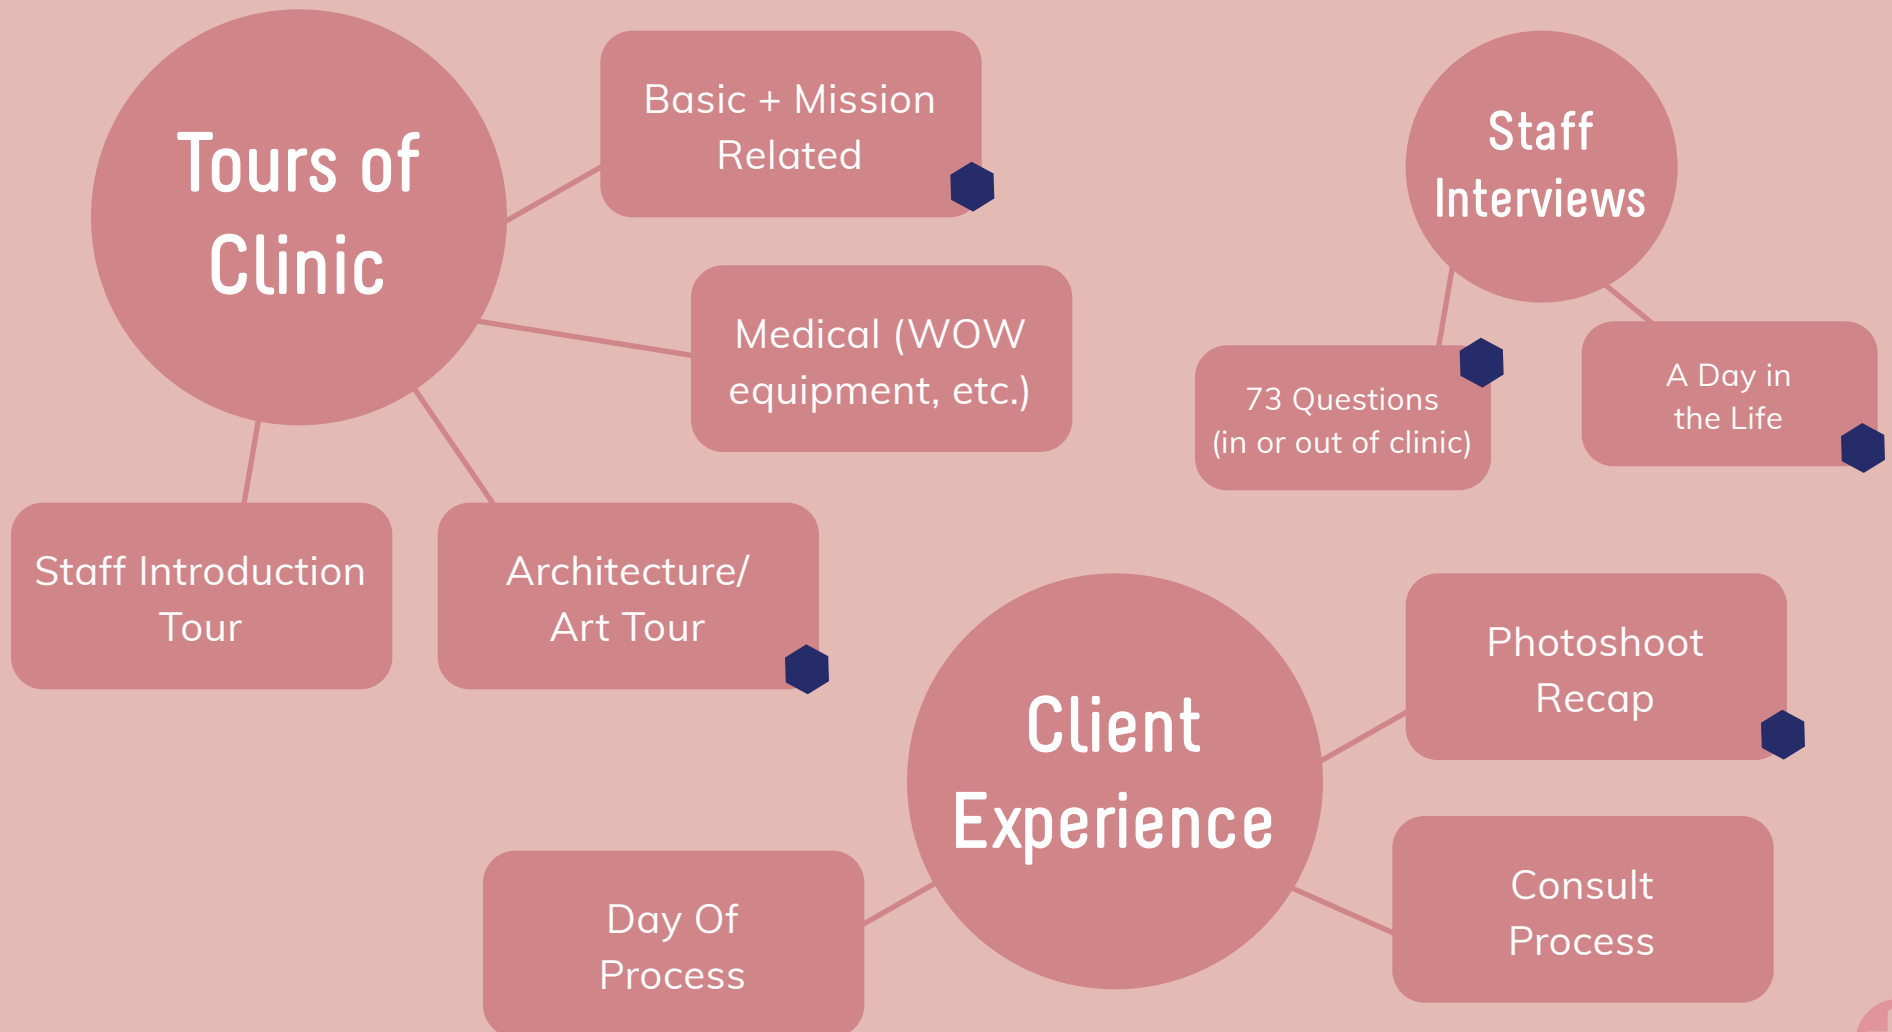 Tours of
Clinic
Basic + Mission
Related
Medical (WOW
equipment, etc.)
Staff Introduction
Tour
Architecture/
Art Tour
Staff
Interviews
73 Questions
(in or out of clinic)
A Day in
the Life
Client
Experience
Photoshoot
Recap
Consult
Process
Day Of
Process